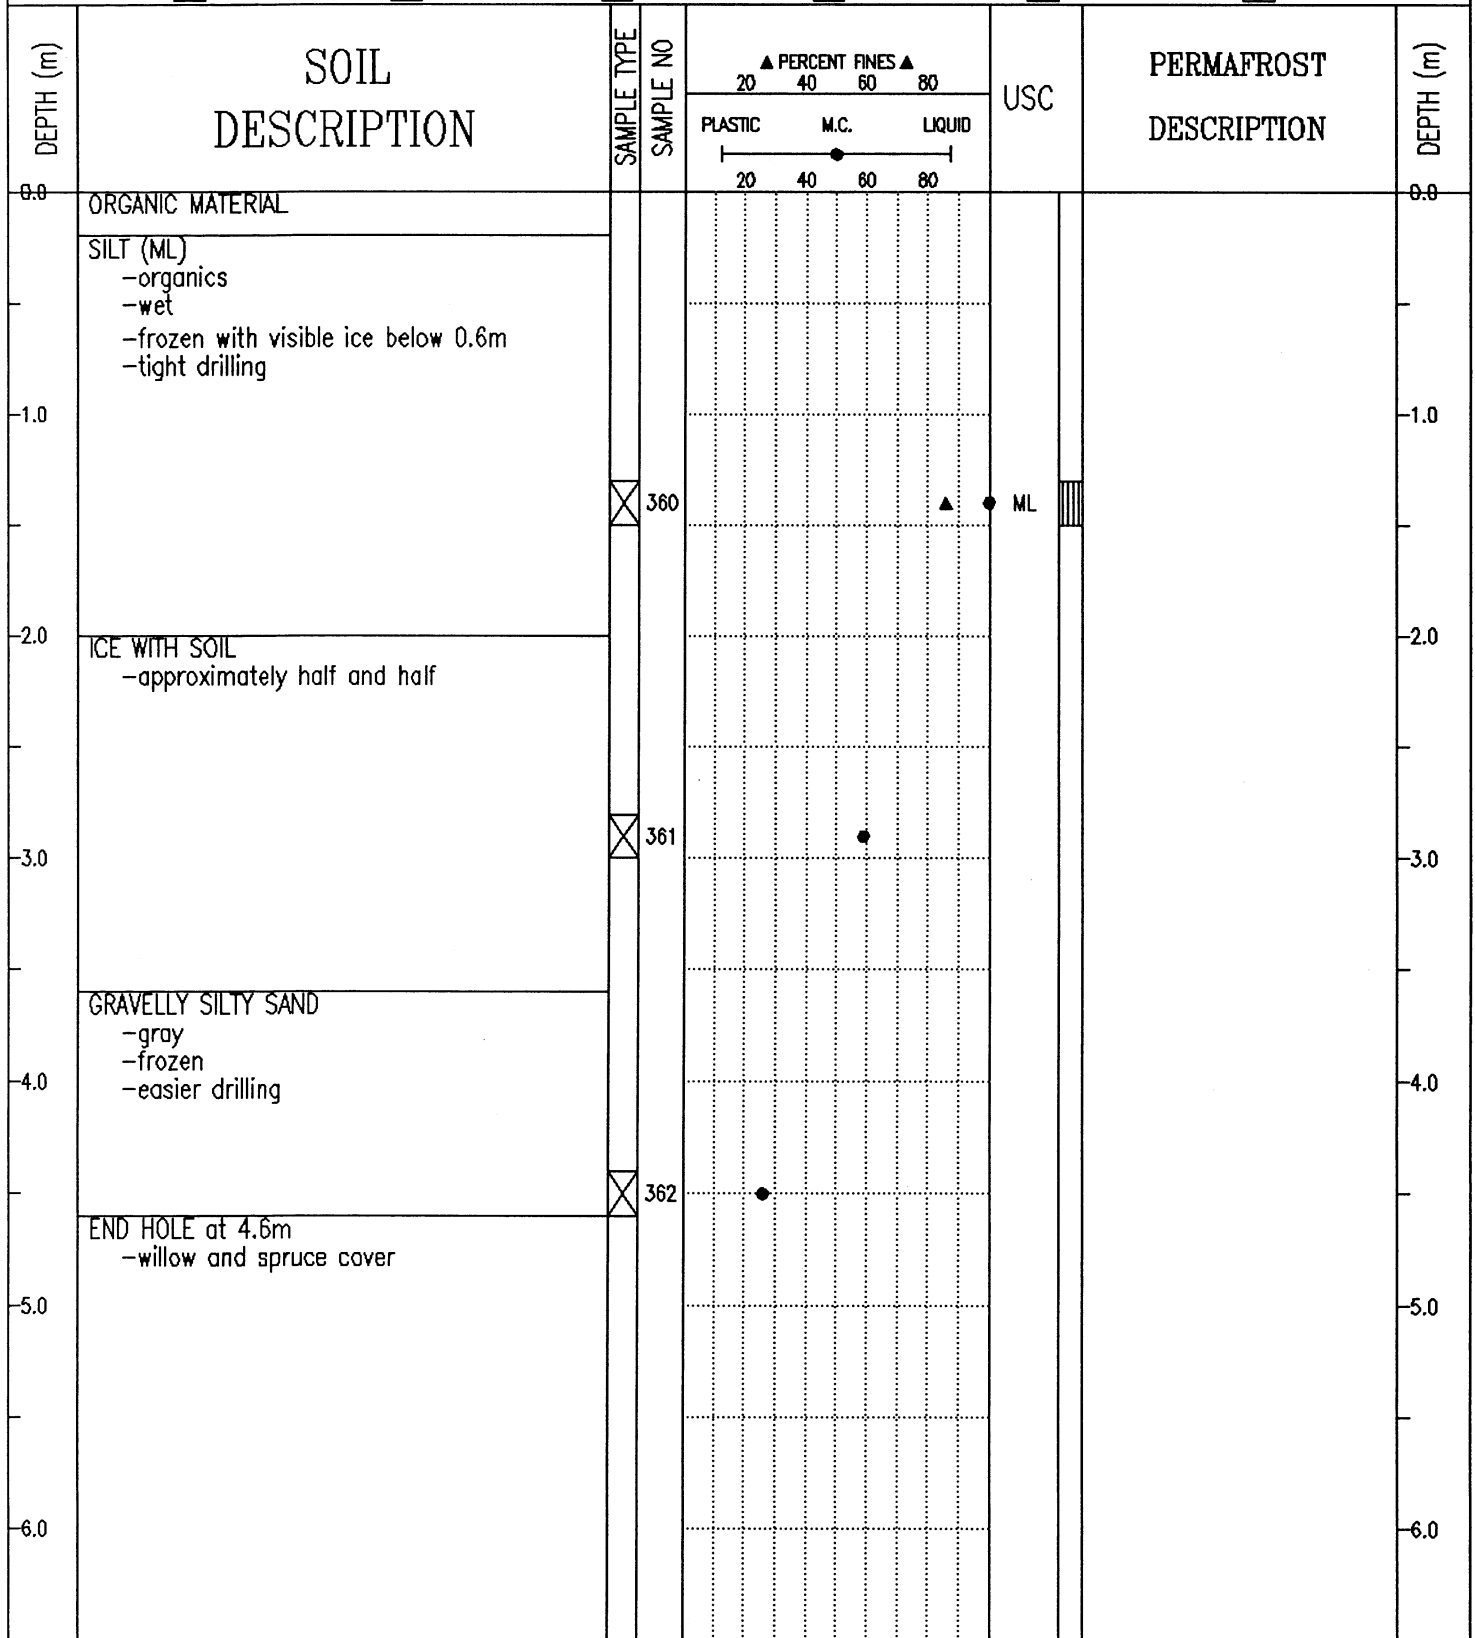 DEPTH (m)
SOIL
DESCRIPTION
SAMPLE TYPE
SAMPLE NO
▲ PERCENT FINES ▲
20 40 60 80
PLASTIC M.C. LIQUID
20 40 60 80
USC
PERMAFROST
DESCRIPTION
DEPTH (m)
0.0 0.0
ORGANIC MATERIAL
SILT (ML)
-organics
-wet
-frozen with visible ice below 0.6m
-tight drilling
1.0 1.0
360 ML
2.0 2.0
ICE WITH SOIL
-approximately half and half
361
3.0 3.0
GRAVELLY SILTY SAND
-gray
-frozen
-easier drilling
4.0 4.0
362
END HOLE at 4.6m
-willow and spruce cover
5.0 5.0
6.0 6.0